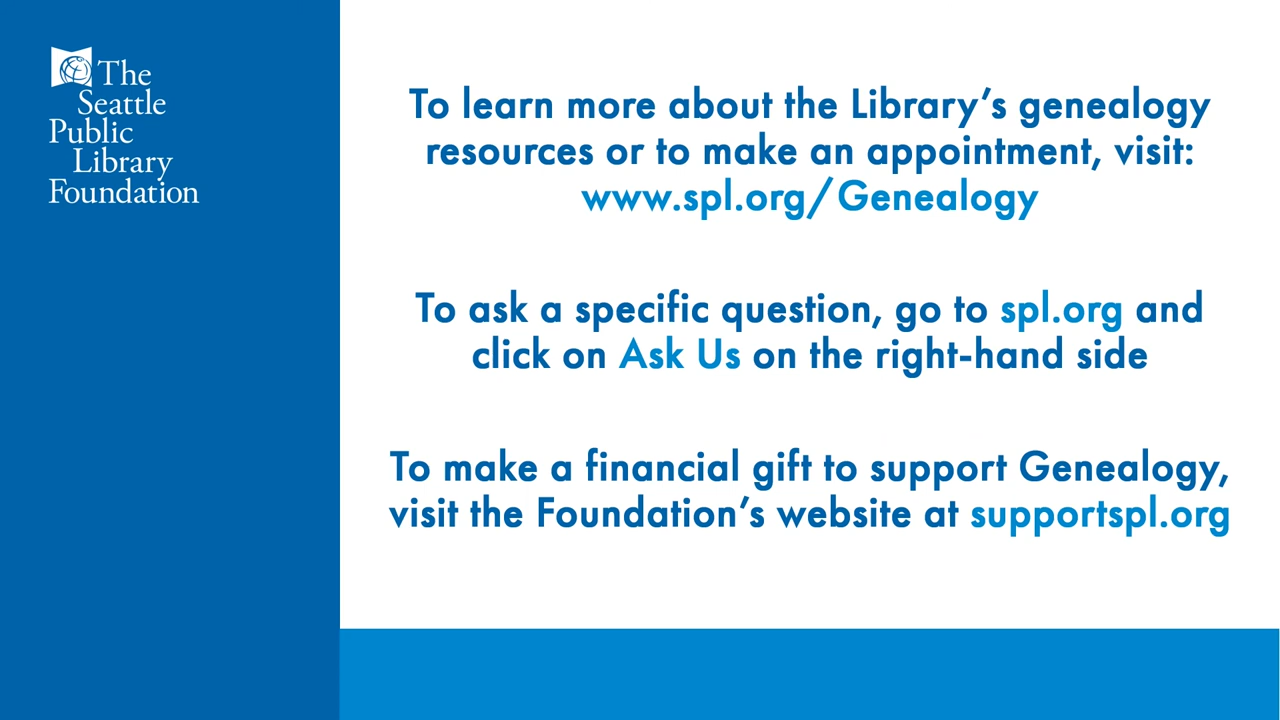 The
Seattle
Public
Library
Foundation
To learn more about the Library’s genealogy
resources or to make an appointment, visit:
www.spl.org/Genealogy
To ask a specific question, go to spl.org and
click on Ask Us on the right-hand side
To make a financial gift to support Genealogy,
visit the Foundation’s website at supportspl.org